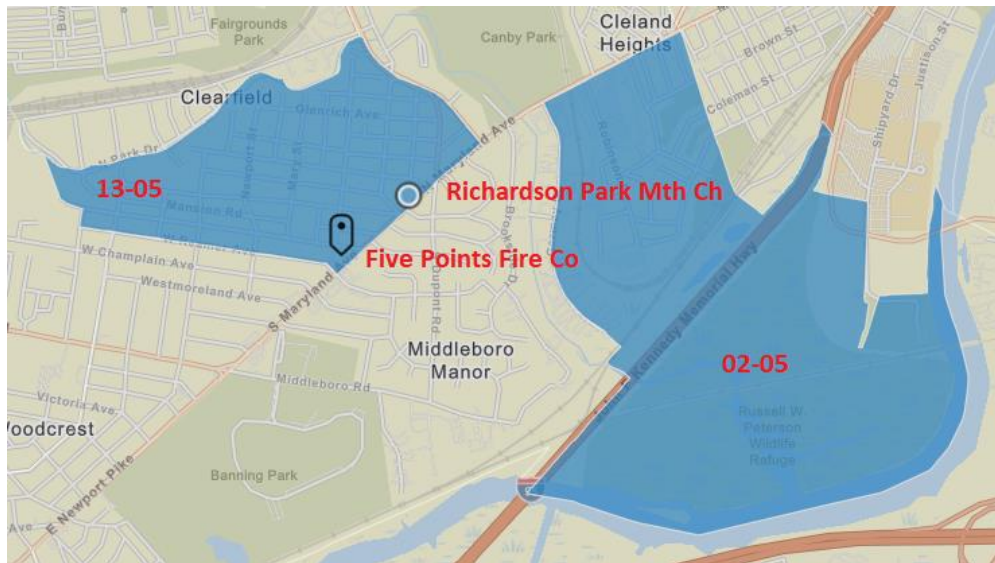 Fairgrounds
Park
Canby Park
Cleland
Heights
Brown St
Coleman St
Justison St
Shipyard Dr
Clearfield
Glenrich Ave
N Park Dr
Newport St
Mary St
Maryland Ave
13-05
Richardson Park Mth Ch
Mansion Rd
W Champlain Ave
Five Points Fire Co
Westmoreland Ave
S Maryland
Dupont Rd
Kennedy Memorial Hwy
Middleboro
Manor
02-05
Middleboro Rd
Victoria Ave
Woodcrest
Russell W
Peterson
Wildlife
Refuge
Banning Park
E Newport Pike
Ave